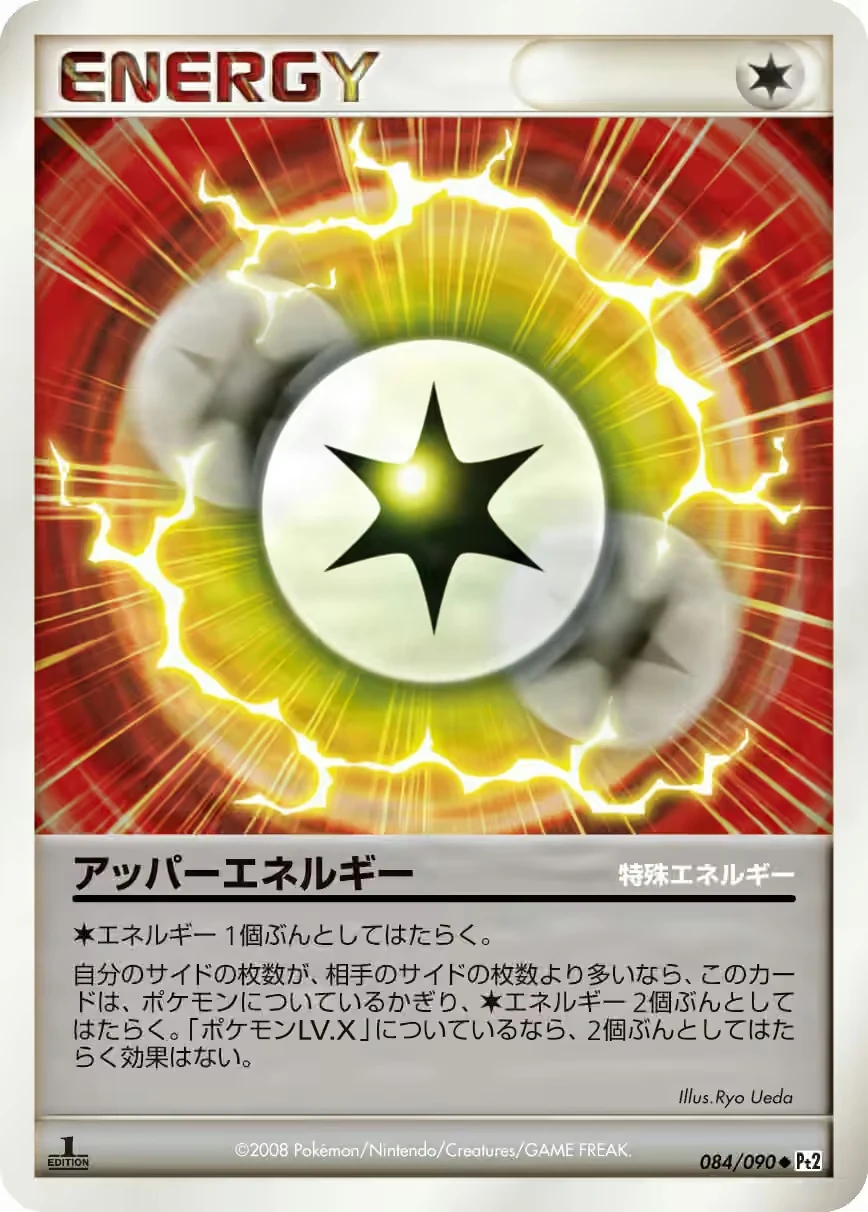 ENERGY
アッパーエネルギー
特殊エネルギー
✶エネルギー 1個ぶんとしてはたらく。
自分のサイドの枚数が、相手のサイドの枚数より多いなら、このカー
ドは、ポケモンについているかぎり、✶エネルギー 2個ぶんとして
はたらく。「ポケモンLV.X」についているなら、2個ぶんとしてはた
らく効果はない。
Illus.Ryo Ueda
1 EDITION
©2008 Pokémon/Nintendo/Creatures/GAME FREAK.
084/090◆ Pt2